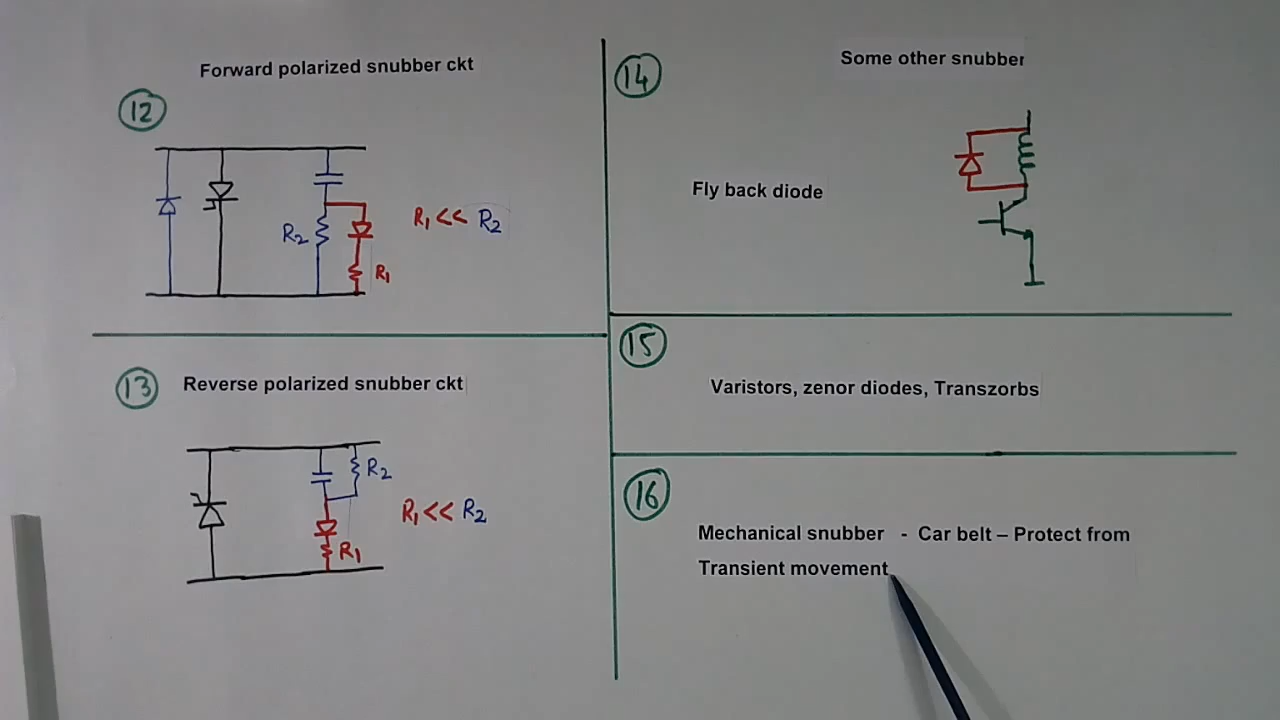 Forward polarized snubber ckt
12
R2
R1
R1 << R2
13
Reverse polarized snubber ckt
R2
R1
R1 << R2
14
Some other snubber
Fly back diode
15
Varistors, zenor diodes, Transzorbs
16
Mechanical snubber - Car belt – Protect from
Transient movement